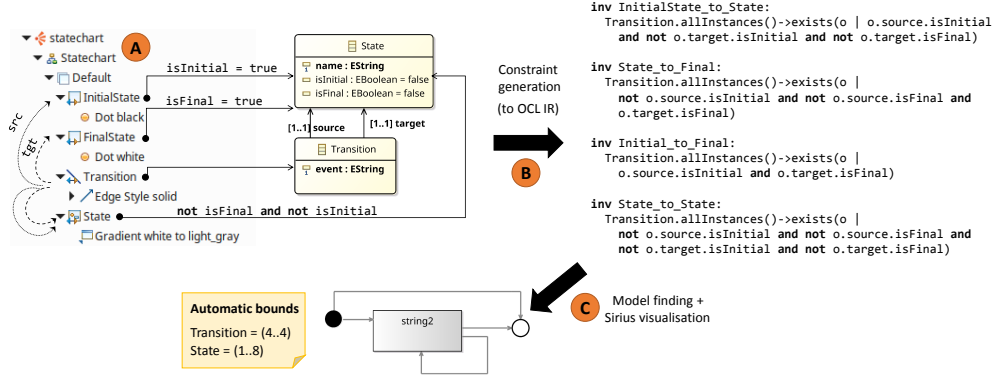 statechart
A
Statechart
Default
InitialState
Dot black
FinalState
Dot white
Transition
Edge Style solid
State
Gradient white to light_gray
src
tgt
isInitial = true
isFinal = true
not isFinal and not isInitial
State
name : EString
isInitial : EBoolean = false
isFinal : EBoolean = false
[1..1] source
[1..1] target
Transition
event : EString
Constraint
generation
(to OCL IR)
B
inv InitialState_to_State:
Transition.allInstances()->exists(o | o.source.isInitial
and not o.target.isInitial and not o.target.isFinal)
inv State_to_Final:
Transition.allInstances()->exists(o |
not o.source.isInitial and not o.source.isFinal and
o.target.isFinal)
inv Initial_to_Final:
Transition.allInstances()->exists(o |
o.source.isInitial and o.target.isFinal)
inv State_to_State:
Transition.allInstances()->exists(o |
not o.source.isInitial and not o.source.isFinal and
not o.target.isInitial and not o.target.isFinal)
C
Model finding +
Sirius visualisation
Automatic bounds
Transition = (4..4)
State = (1..8)
string2